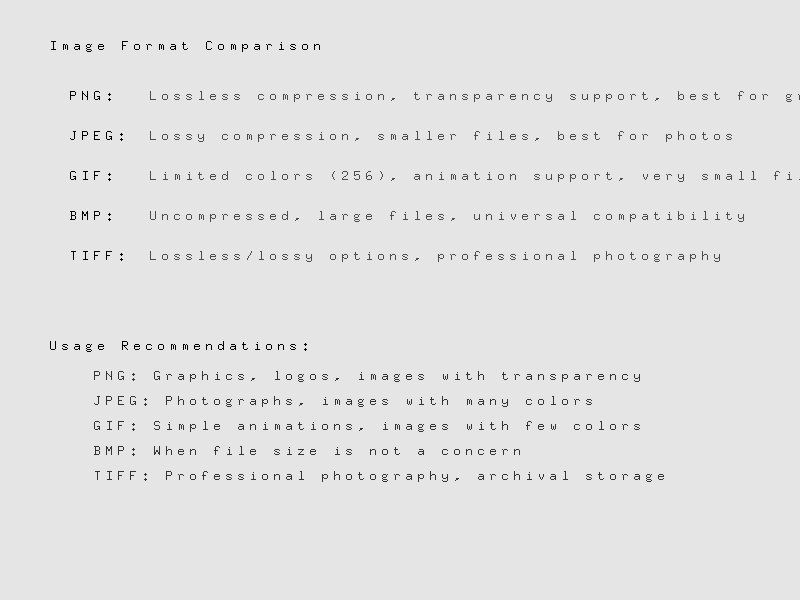 Image Format Comparison
PNG: Lossless compression, transparency support, best for
JPEG: Lossy compression, smaller files, best for photos
GIF: Limited colors (256), animation support, very small
BMP: Uncompressed, large files, universal compatibility
TIFF: Lossless/lossy options, professional photography
Usage Recommendations:
PNG: Graphics, logos, images with transparency
JPEG: Photographs, images with many colors
GIF: Simple animations, images with few colors
BMP: When file size is not a concern
TIFF: Professional photography, archival storage